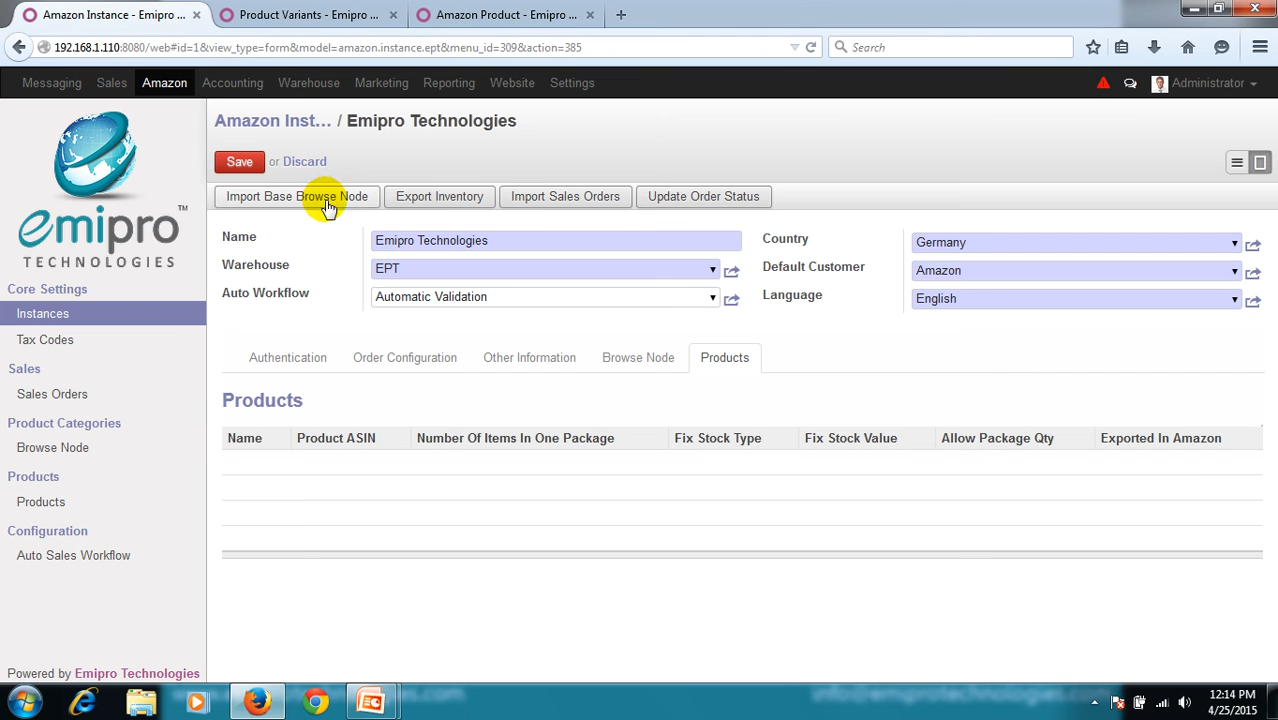 Amazon Instance - Emipro ...
Product Variants - Emipro ...
Amazon Product - Emipro ...
192.168.1.110:8080/web#id=1&view_type=form&model=amazon.instance.ept&menu_id=309&action=385
Search
Messaging Sales Amazon Accounting Warehouse Marketing Reporting Website Settings Administrator
Amazon Inst... / Emipro Technologies
Save or Discard
Import Base Browse Node Export Inventory Import Sales Orders Update Order Status
emipro TM
TECHNOLOGIES
Core Settings
Instances
Tax Codes
Sales
Sales Orders
Product Categories
Browse Node
Products
Products
Configuration
Auto Sales Workflow
Powered by Emipro Technologies
Name Emipro Technologies
Warehouse EPT
Auto Workflow Automatic Validation
Country Germany
Default Customer Amazon
Language English
Authentication Order Configuration Other Information Browse Node Products
Products
Name Product ASIN Number Of Items In One Package Fix Stock Type Fix Stock Value Allow Package Qty Exported In Amazon
12:14 PM
4/25/2015